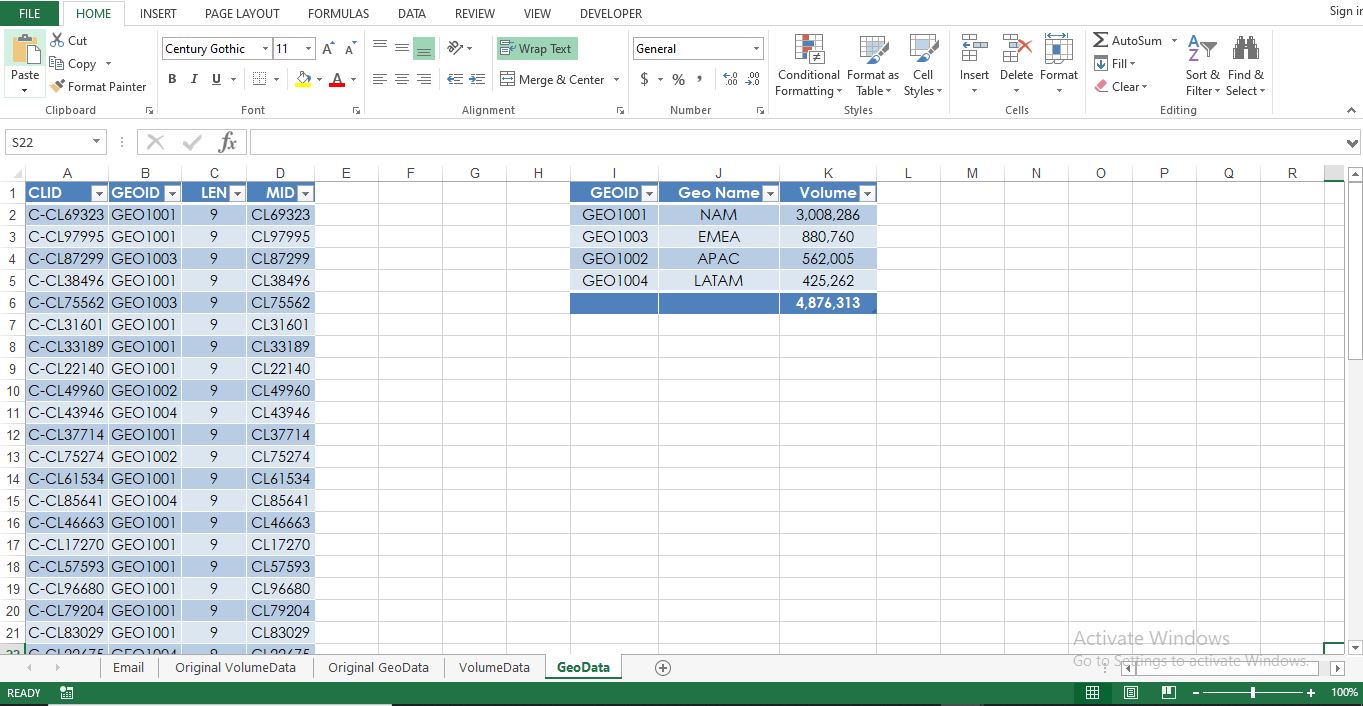 FILE HOME INSERT PAGE LAYOUT FORMULAS DATA REVIEW VIEW DEVELOPER Sign in
Cut
Copy
Format Painter
Paste
Clipboard
Century Gothic 11 A A
B I U A
Font
Wrap Text
Merge & Center
Alignment
General
$ % , .0 .00 .00 .0
Number
Conditional Formatting Format as Table Cell Styles
Styles
Insert Delete Format
Cells
AutoSum
Fill
Clear
Sort & Filter Find & Select
Editing
S22 fx
A B C D E F G H I J K L M N O P Q R
1 CLID GEOID LEN MID GEOID Geo Name Volume
2 C-CL69323 GEO1001 9 CL69323 GEO1001 NAM 3,008,286
3 C-CL97995 GEO1001 9 CL97995 GEO1003 EMEA 880,760
4 C-CL87299 GEO1003 9 CL87299 GEO1002 APAC 562,005
5 C-CL38496 GEO1001 9 CL38496 GEO1004 LATAM 425,262
6 C-CL75562 GEO1003 9 CL75562 4,876,313
7 C-CL31601 GEO1001 9 CL31601
8 C-CL33189 GEO1001 9 CL33189
9 C-CL22140 GEO1001 9 CL22140
10 C-CL49960 GEO1002 9 CL49960
11 C-CL43946 GEO1004 9 CL43946
12 C-CL37714 GEO1001 9 CL37714
13 C-CL75274 GEO1002 9 CL75274
14 C-CL61534 GEO1001 9 CL61534
15 C-CL85641 GEO1004 9 CL85641
16 C-CL46663 GEO1001 9 CL46663
17 C-CL17270 GEO1001 9 CL17270
18 C-CL57593 GEO1001 9 CL57593
19 C-CL96680 GEO1001 9 CL96680
20 C-CL79204 GEO1001 9 CL79204
21 C-CL83029 GEO1001 9 CL83029
Activate Windows
Go to Settings to activate Windows.
Email Original VolumeData Original GeoData VolumeData GeoData
READY 100%